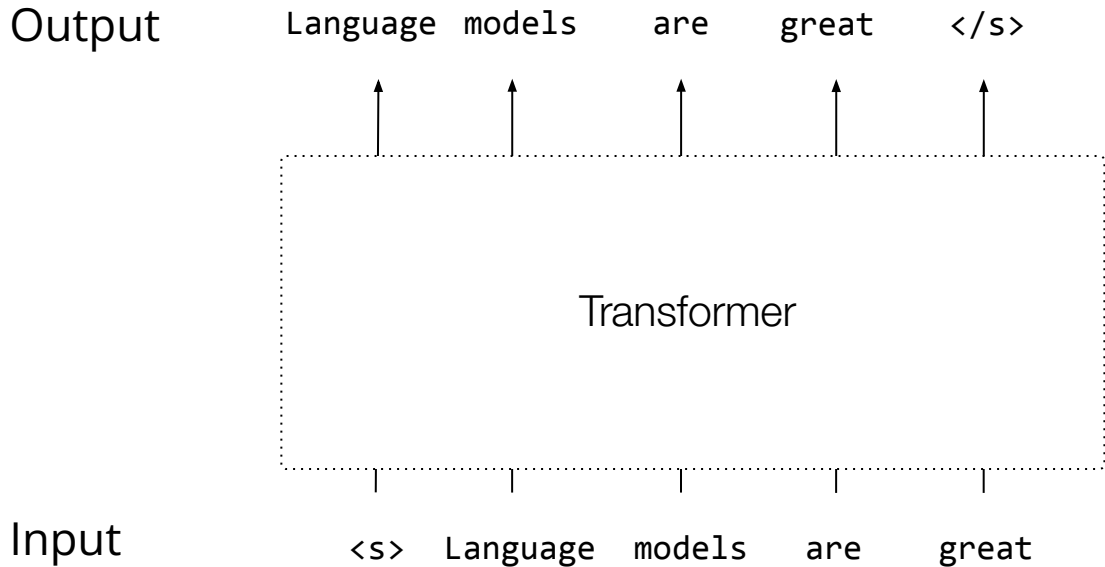 Output Language models are great </s>
Transformer
Input <s> Language models are great